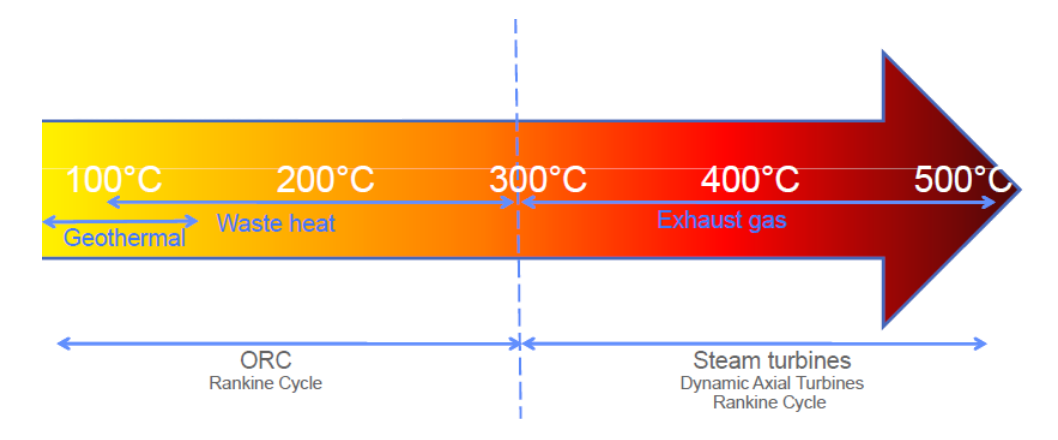 100°C 200°C 300°C 400°C 500°C
Waste heat Exhaust gas
Geothermal
ORC
Rankine Cycle
Steam turbines
Dynamic Axial Turbines
Rankine Cycle